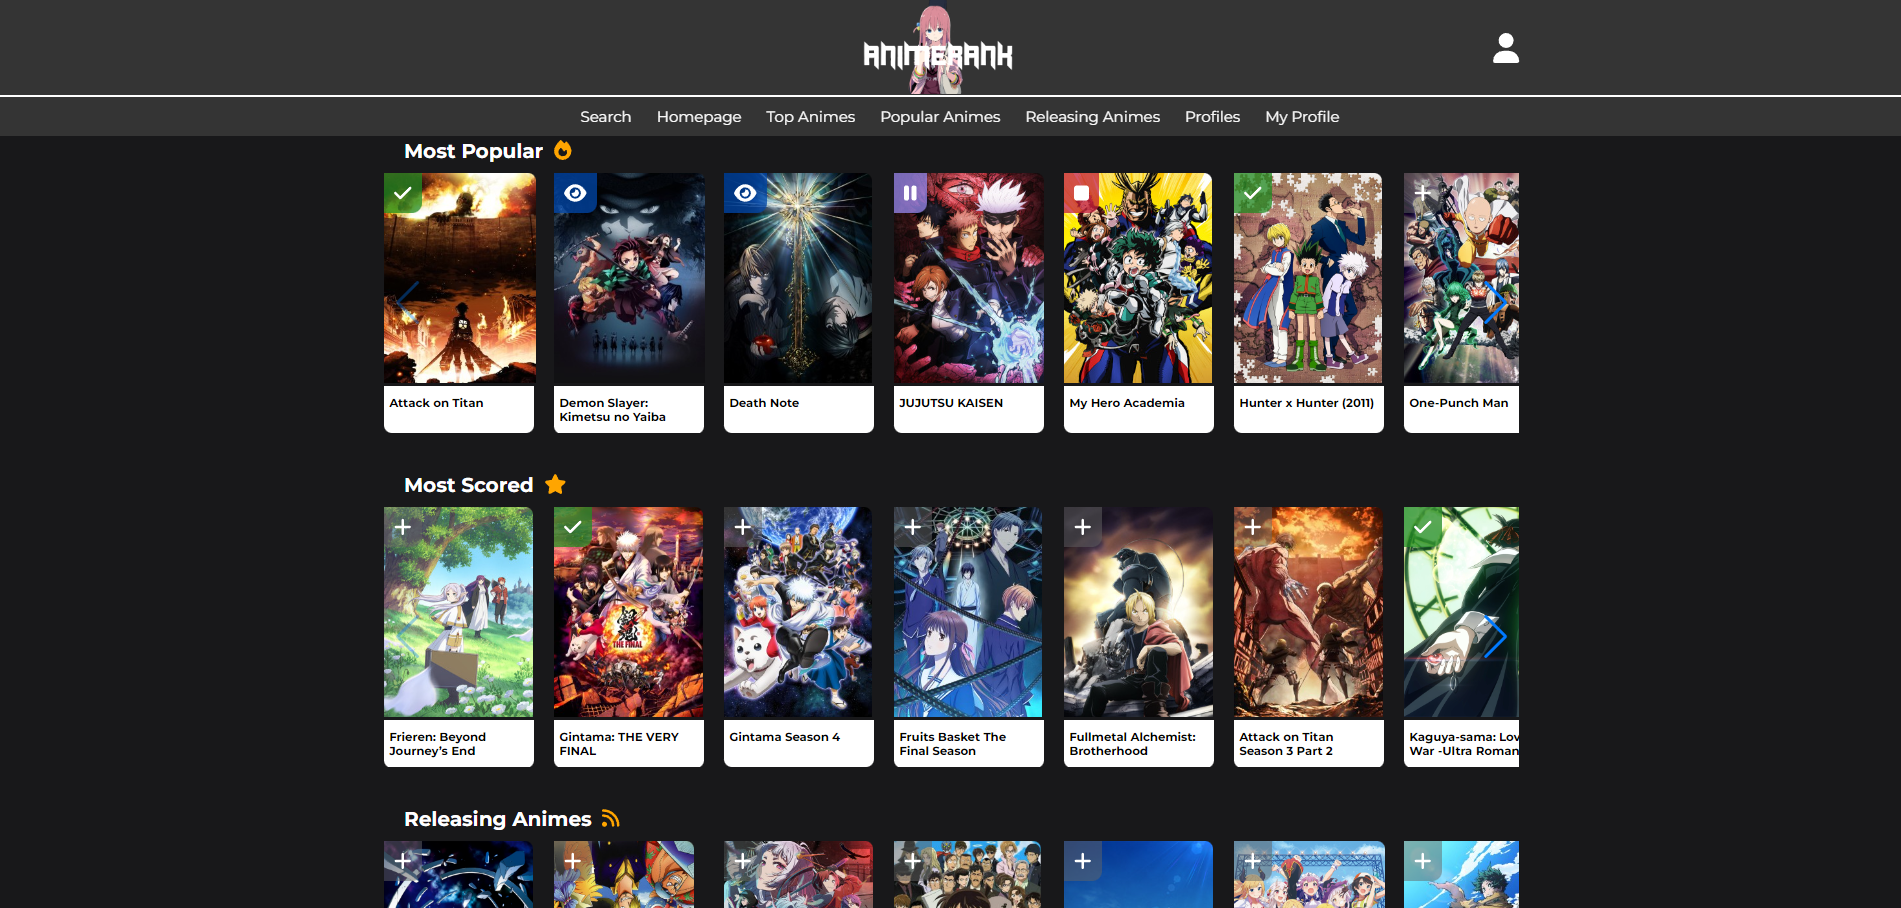 ANIMERANK
Search Homepage Top Animes Popular Animes Releasing Animes Profiles My Profile
Most Popular
Attack on Titan
Demon Slayer:
Kimetsu no Yaiba
Death Note
JUJUTSU KAISEN
My Hero Academia
Hunter x Hunter (2011)
One-Punch Man
Most Scored
THE FINAL
Frieren: Beyond
Journey’s End
Gintama: THE VERY
FINAL
Gintama Season 4
Fruits Basket The
Final Season
Fullmetal Alchemist:
Brotherhood
Attack on Titan
Season 3 Part 2
Kaguya-sama: Lov
War -Ultra Roman
Releasing Animes